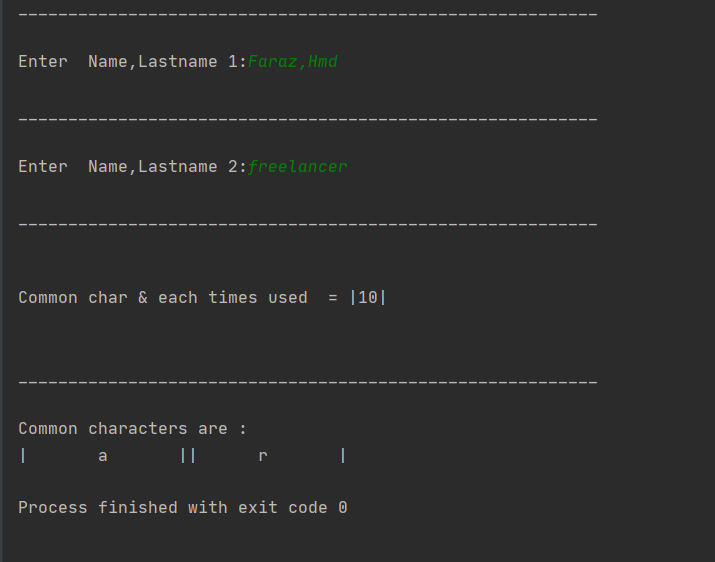 ----------------------------------------------------------
Enter  Name,Lastname 1:Faraz,Hmd
----------------------------------------------------------
Enter  Name,Lastname 2:freelancer
----------------------------------------------------------
Common char & each times used  = |10|
----------------------------------------------------------
Common characters are :
|       a       ||      r       |
Process finished with exit code 0